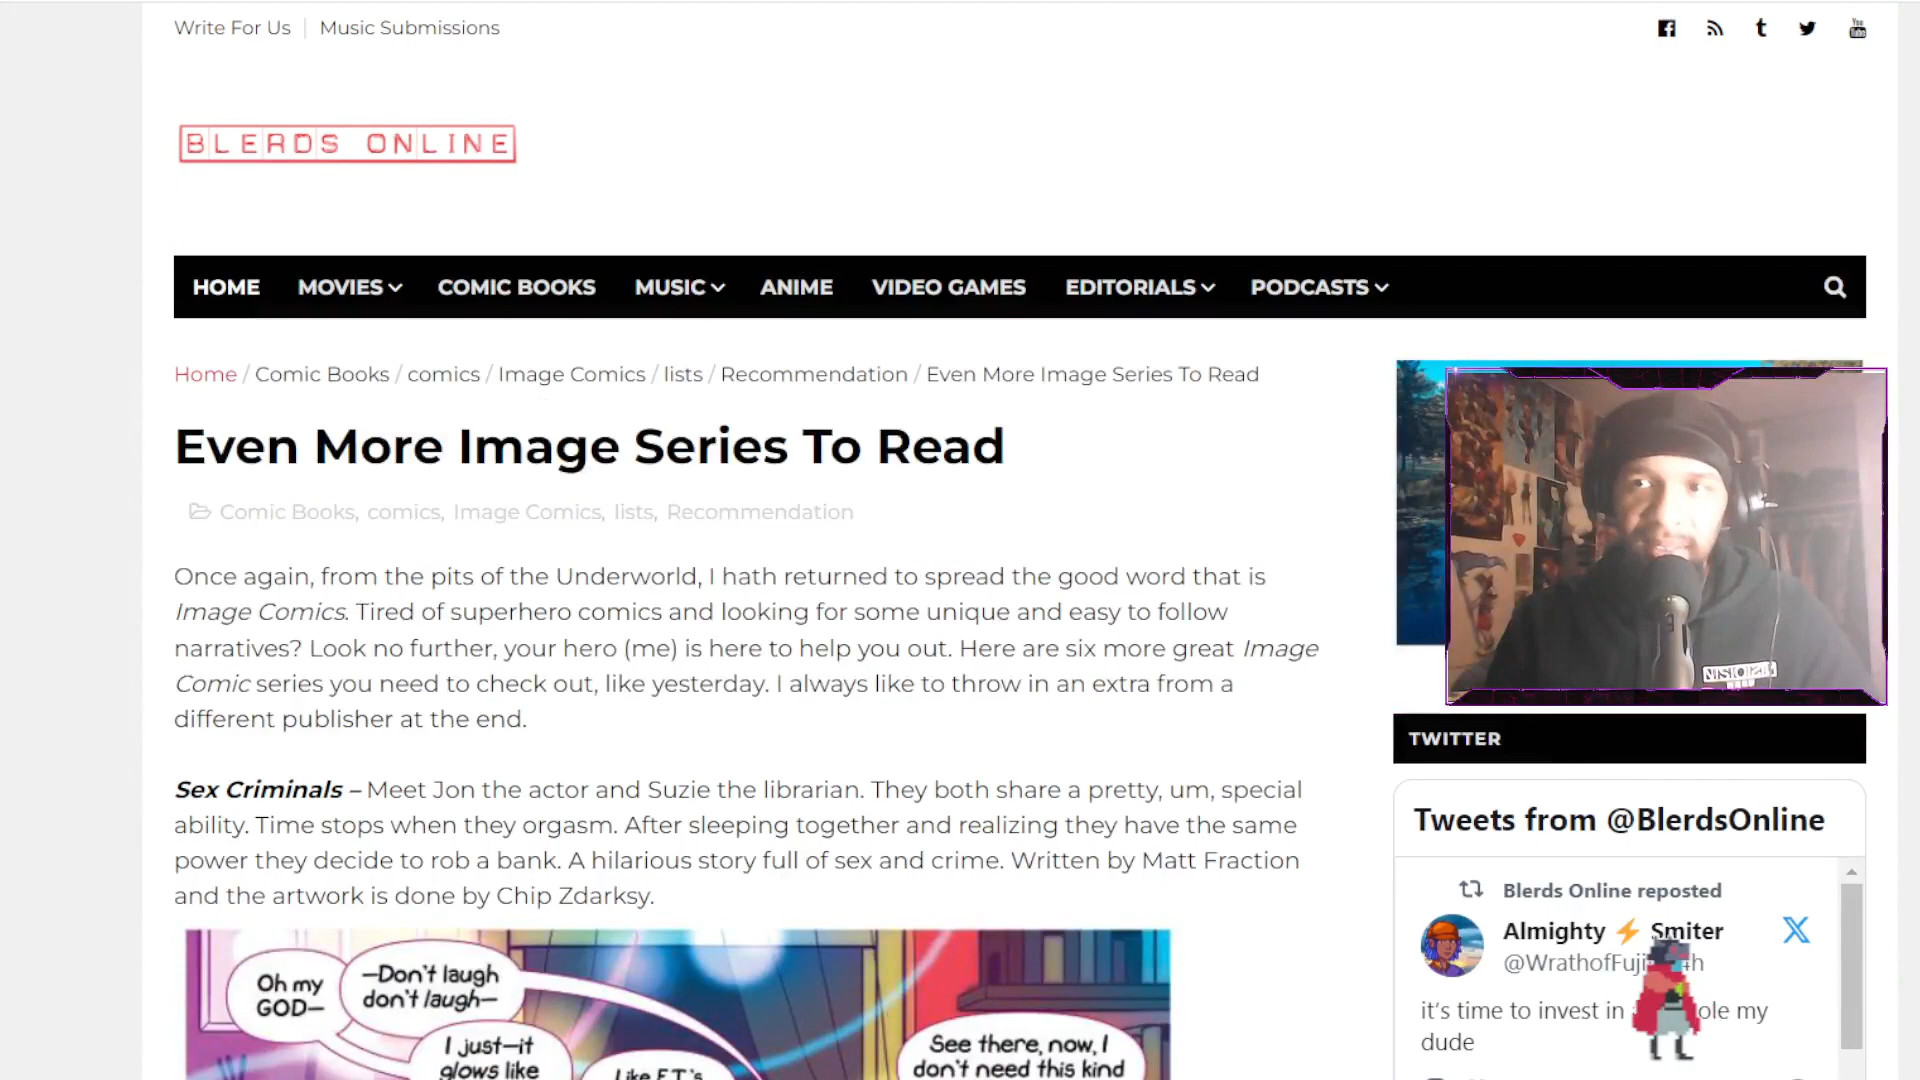 Write For Us
Music Submissions
BLERDS ONLINE
HOME MOVIES COMIC BOOKS MUSIC ANIME VIDEO GAMES EDITORIALS PODCASTS
Home / Comic Books / comics / Image Comics / lists / Recommendation / Even More Image Series To Read
Even More Image Series To Read
Comic Books, comics, Image Comics, lists, Recommendation
Once again, from the pits of the Underworld, I hath returned to spread the good word that is
Image Comics. Tired of superhero comics and looking for some unique and easy to follow
narratives? Look no further, your hero (me) is here to help you out. Here are six more great Image
Comic series you need to check out, like yesterday. I always like to throw in an extra from a
different publisher at the end.
Sex Criminals – Meet Jon the actor and Suzie the librarian. They both share a pretty, um, special
ability. Time stops when they orgasm. After sleeping together and realizing they have the same
power they decide to rob a bank. A hilarious story full of sex and crime. Written by Matt Fraction
and the artwork is done by Chip Zdarksy.
Oh my
GOD—
—Don't laugh
don't laugh—
I just—it
glows like
Like E.T.'s
See there, now, I
don't need this kind
TWITTER
Tweets from @BlerdsOnline
Blerds Online reposted
Almighty ⚡ Smiter
it's time to invest in my
dude